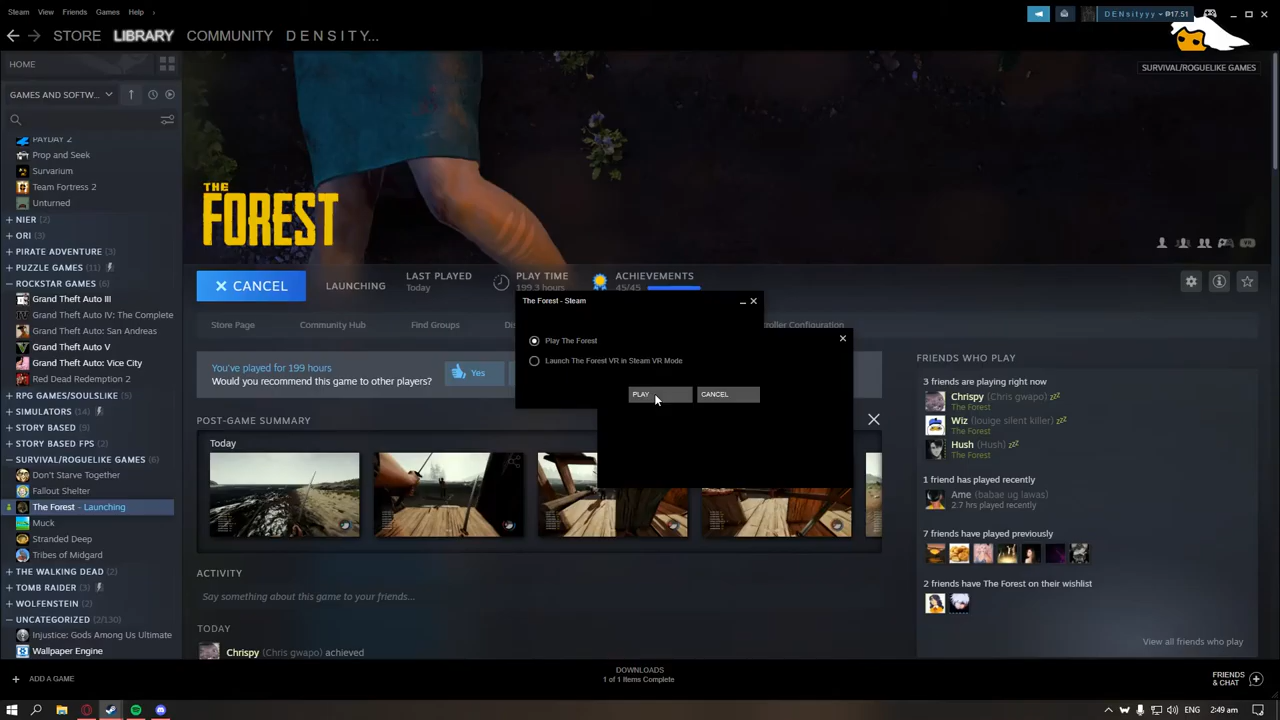 Steam View Friends Games Help
DENsityyy ₱17.51
STORE LIBRARY COMMUNITY D E N S I T Y...
HOME
SURVIVAL/ROGUELIKE GAMES
GAMES AND SOFTW...
PAYDAY 2
Prop and Seek
Survarium
Team Fortress 2
Unturned
THE
FOREST
NIER (2)
ORI (3)
PIRATE ADVENTURE (3)
PUZZLE GAMES (11)
ROCKSTAR GAMES (6)
Grand Theft Auto III
Grand Theft Auto IV: The Complete
Grand Theft Auto: San Andreas
Grand Theft Auto V
Grand Theft Auto: Vice City
Red Dead Redemption 2
RPG GAMES/SOULSLIKE (5)
SIMULATORS (14)
STORY BASED (9)
STORY BASED FPS (2)
SURVIVAL/ROGUELIKE GAMES (6)
Don't Starve Together
Fallout Shelter
The Forest - Launching
Muck
Stranded Deep
Tribes of Midgard
THE WALKING DEAD (2)
TOMB RAIDER (3)
WOLFENSTEIN (2)
UNCATEGORIZED (2/130)
Injustice: Gods Among Us Ultimate
Wallpaper Engine
CANCEL
LAUNCHING
LAST PLAYED
Today
PLAY TIME
199.3 hours
ACHIEVEMENTS
45/45
Store Page Community Hub Find Groups Dis
roller Configuration
The Forest - Steam
Play The Forest
Launch The Forest VR in Steam VR Mode
PLAY CANCEL
You've played for 199 hours
Would you recommend this game to other players?
Yes
POST-GAME SUMMARY
Today
ACTIVITY
Say something about this game to your friends...
TODAY
Chrispy (Chris gwapo) achieved
FRIENDS WHO PLAY
3 friends are playing right now
Chrispy (Chris gwapo) zzz
The Forest
Wiz (louige silent killer) zzz
The Forest
Hush (Hush) zzz
The Forest
1 friend has played recently
Ame (babae ug lawas)
2.7 hrs played recently
7 friends have played previously
2 friends have The Forest on their wishlist
View all friends who play
ADD A GAME
DOWNLOADS
1 of 1 Items Complete
FRIENDS
& CHAT
ENG 2:49 am